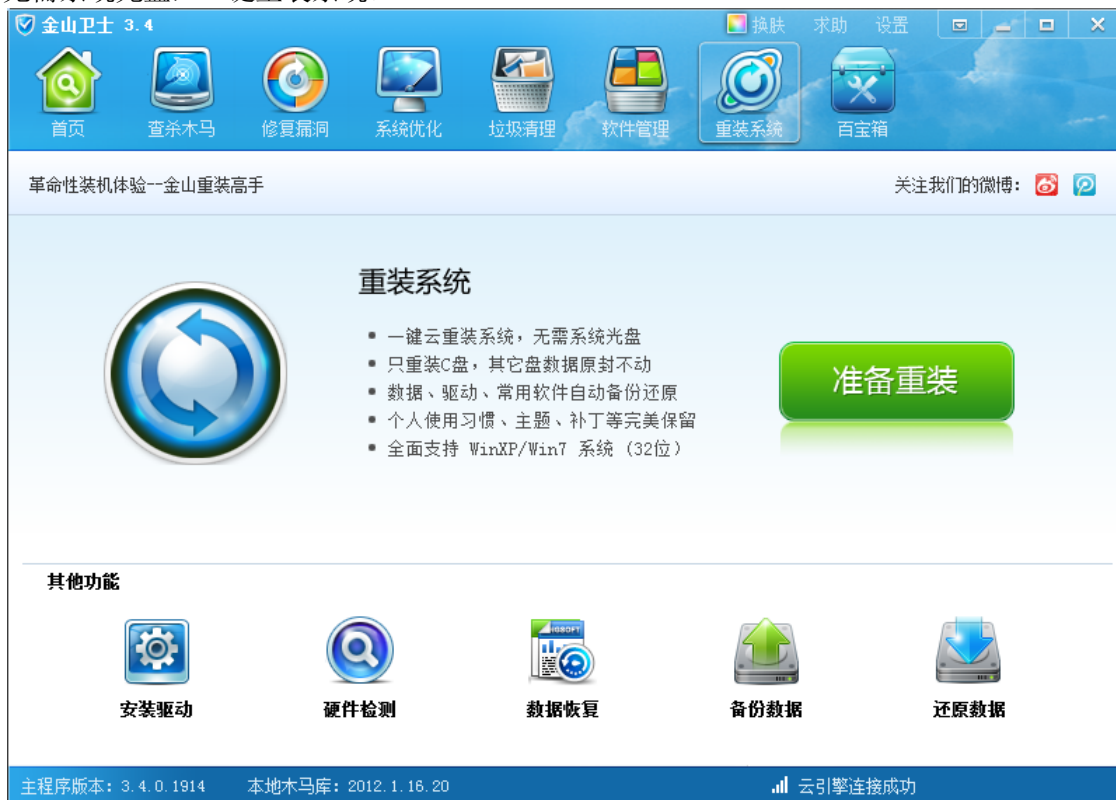 金山卫士 3.4
换肤 求助 设置
首页 查杀木马 修复漏洞 系统优化 垃圾清理 软件管理 重装系统 百宝箱
革命性装机体验--金山重装高手 关注我们的微博：
重装系统
一键云重装系统，无需系统光盘
只重装C盘，其它盘数据原封不动
数据、驱动、常用软件自动备份还原
个人使用习惯、主题、补丁等完美保留
全面支持 WinXP/Win7 系统（32位）
准备重装
其他功能
安装驱动 硬件检测 数据恢复 备份数据 还原数据
主程序版本：3.4.0.1914 本地木马库：2012.1.16.20 云引擎连接成功